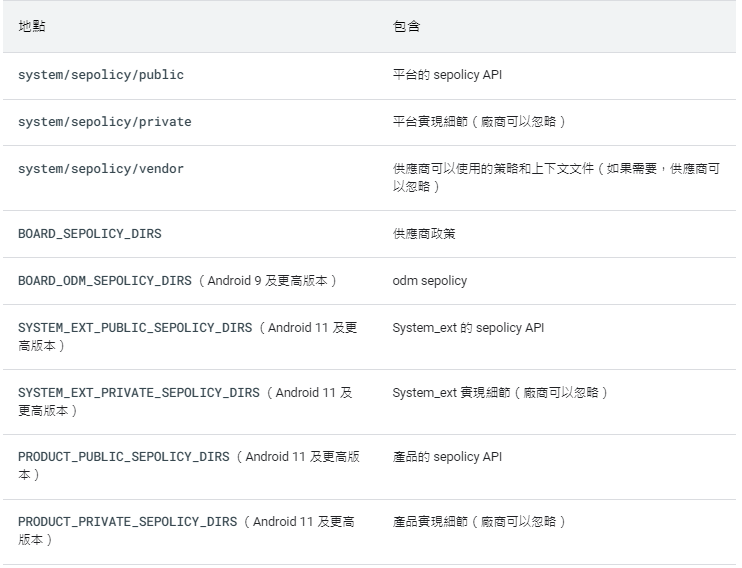 地點
包含
system/sepolicy/public
平台的 sepolicy API
system/sepolicy/private
平台實現細節（廠商可以忽略）
system/sepolicy/vendor
供應商可以使用的策略和上下文文件（如果需要，供應商可
以忽略）
BOARD_SEPOLICY_DIRS
供應商政策
BOARD_ODM_SEPOLICY_DIRS （Android 9 及更高版本）
odm sepolicy
SYSTEM_EXT_PUBLIC_SEPOLICY_DIRS （Android 11 及更
高版本）
System_ext 的 sepolicy API
SYSTEM_EXT_PRIVATE_SEPOLICY_DIRS （Android 11 及
更高版本）
System_ext 實現細節（廠商可以忽略）
PRODUCT_PUBLIC_SEPOLICY_DIRS （Android 11 及更高版
本）
產品的 sepolicy API
PRODUCT_PRIVATE_SEPOLICY_DIRS （Android 11 及更高
版本）
產品實現細節（廠商可以忽略）